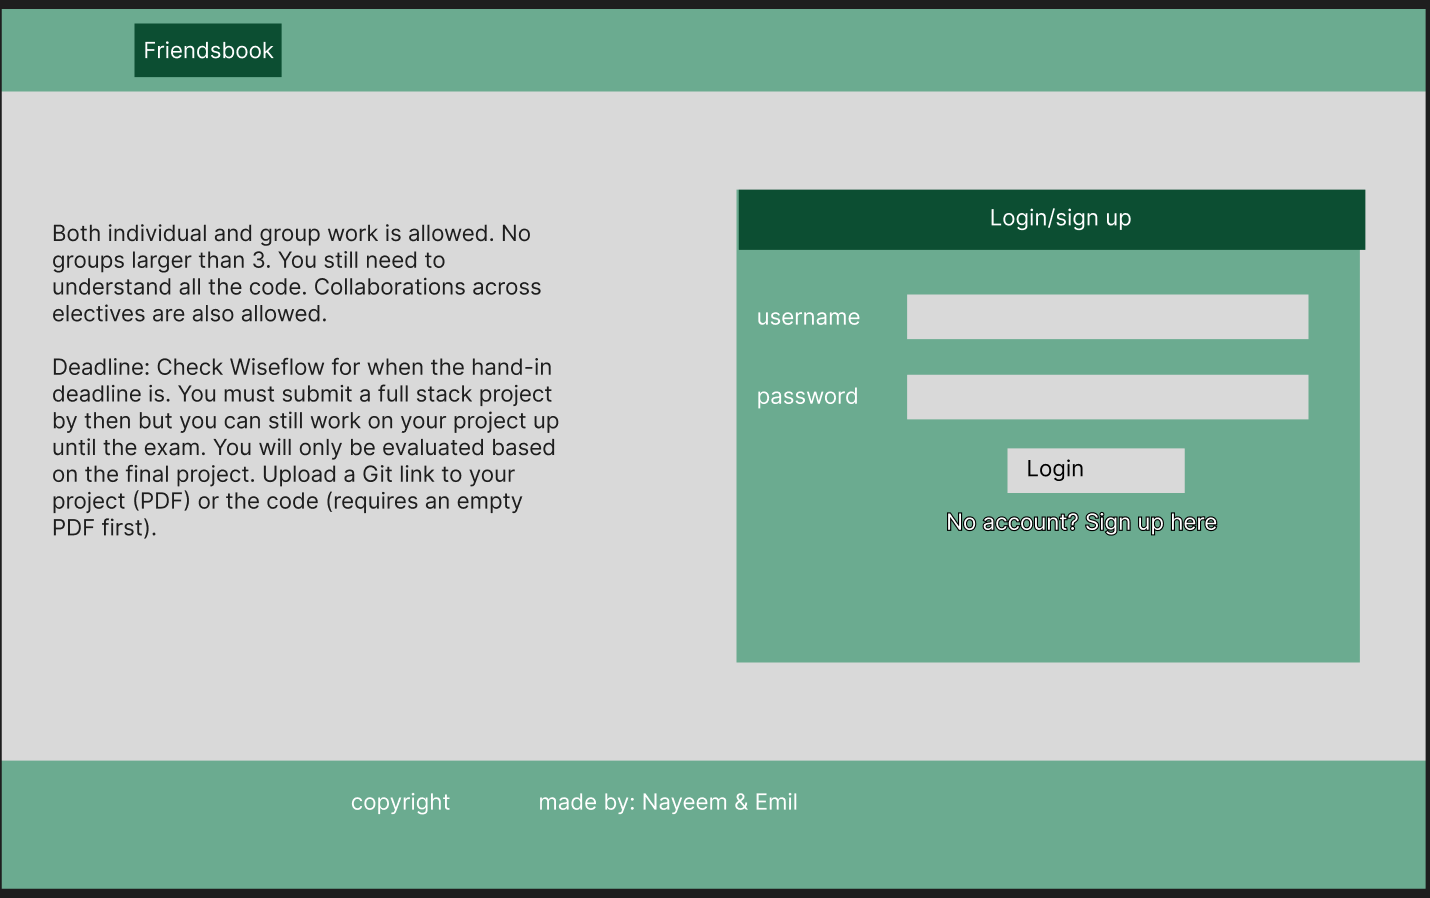 Friendsbook
Both individual and group work is allowed. No
groups larger than 3. You still need to
understand all the code. Collaborations across
electives are also allowed.
Deadline: Check Wiseflow for when the hand-in
deadline is. You must submit a full stack project
by then but you can still work on your project up
until the exam. You will only be evaluated based
on the final project. Upload a Git link to your
project (PDF) or the code (requires an empty
PDF first).
Login/sign up
username
password
Login
No account? Sign up here
copyright
made by: Nayeem & Emil